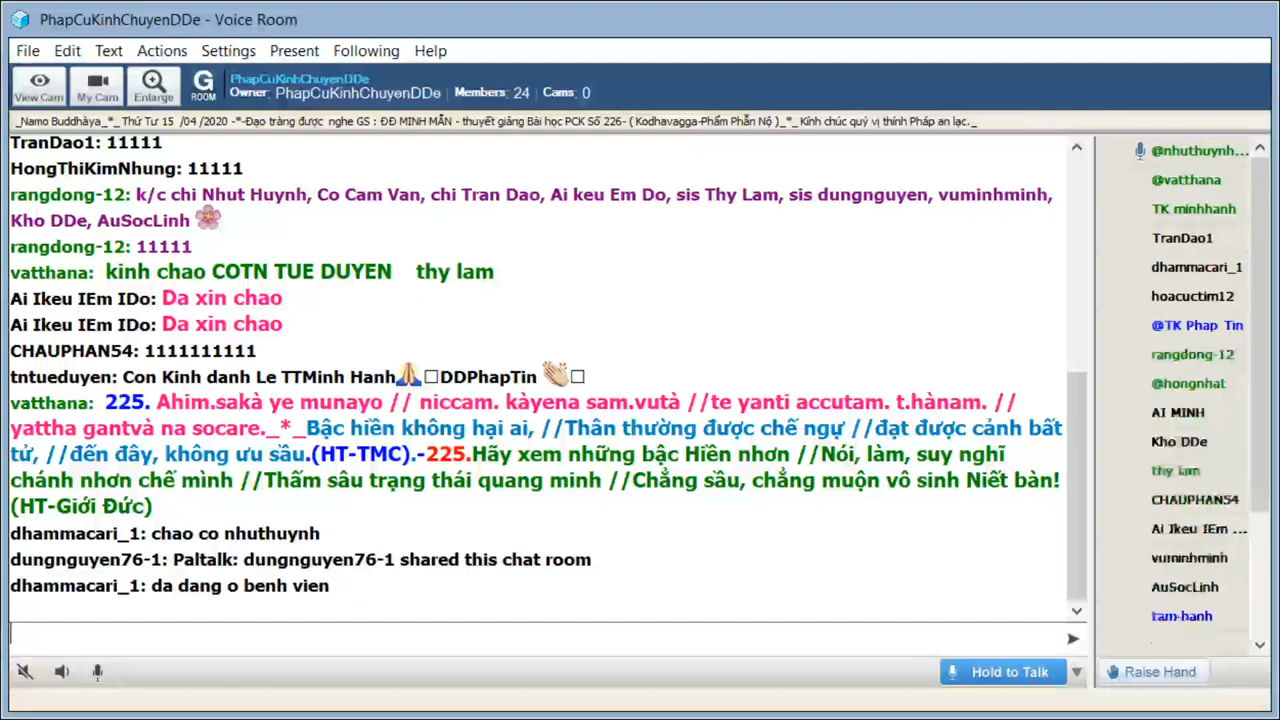 PhapCuKinhChuyenDDe - Voice Room
File Edit Text Actions Settings Present Following Help
View Cam My Cam Enlarge G ROOM
PhapCuKinhChuyenDDe
Owner: PhapCuKinhChuyenDDe Members: 24 Cams: 0
_Namo Buddhàya_*_ Thứ Tư 15 /04 /2020 -*-Đạo tràng được nghe GS : ĐĐ MINH MẪN - thuyết giảng Bài học PCK Số 226- ( Kodhavagga-Phẩm Phẫn Nộ )_*_ Kính chúc quý vị thính Pháp an lạc._
TranDao1: 11111
HongThiKimNhung: 11111
rangdong-12: k/c chi Nhut Huynh, Co Cam Van, chi Tran Dao, Ai keu Em Do, sis Thy Lam, sis dungnguyen, vuminhminh,
Kho DDe, AuSocLinh
rangdong-12: 11111
vatthana: kinh chao COTN TUE DUYEN thy lam
Ai Ikeu IEm IDo: Da xin chao
Ai Ikeu IEm IDo: Da xin chao
CHAUPHAN54: 1111111111
tntueduyen: Con Kinh danh Le TTMinh Hanh🙏□DDPhapTin 👏□
vatthana: 225. Ahim.sakà ye munayo // niccam. kàyena sam.vutà //te yanti accutam. t.hànam. //
yattha gantvà na socare._*_Bậc hiền không hại ai, //Thân thường được chế ngự //đạt được cảnh bất
tử, //đến đây, không ưu sầu.(HT-TMC).-225.Hãy xem những bậc Hiền nhơn //Nói, làm, suy nghĩ
chánh nhơn chế mình //Thấm sâu trạng thái quang minh //Chẳng sầu, chẳng muộn vô sinh Niết bàn!
(HT-Giới Đức)
dhammacari_1: chao co nhuthuynh
dungnguyen76-1: Paltalk: dungnguyen76-1 shared this chat room
dhammacari_1: da dang o benh vien
@nhuthuynh...
@vatthana
TK minhhanh
TranDao1
dhammacari_1
hoacuctim12
@TK Phap Tin
rangdong-12
@hongnhat
AI MINH
Kho DDe
thy lam
CHAUPHAN54
Ai Ikeu IEm ...
vuminhminh
AuSocLinh
tam-hanh
Hold to Talk
Raise Hand